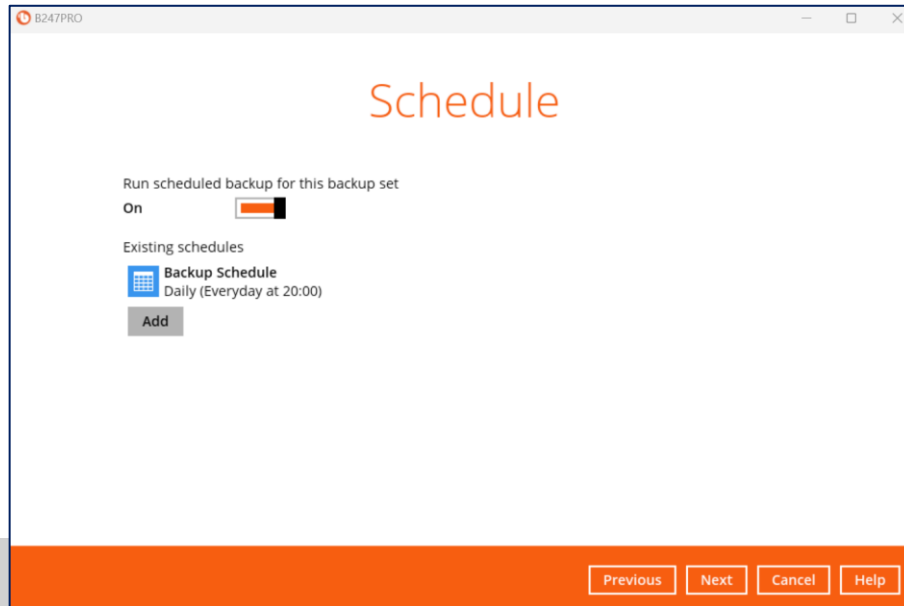 B247PRO
Schedule
Run scheduled backup for this backup set
On
Existing schedules
Backup Schedule
Daily (Everyday at 20:00)
Add
Previous Next Cancel Help